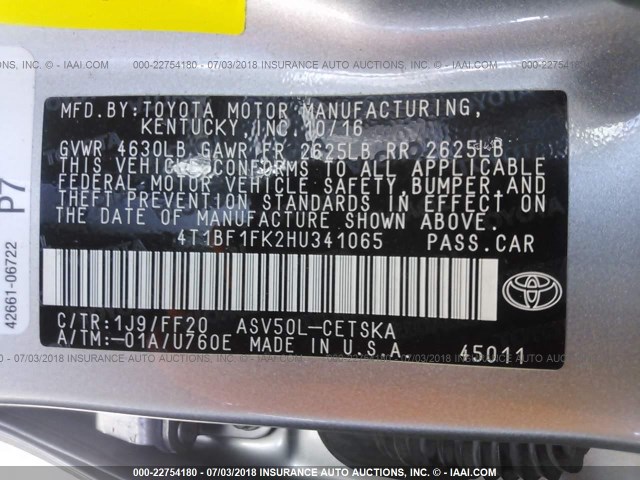 000-22754180 - 07/03/2018 - INSURANCE AUTO AUCTIONS, INC. - WWW.IAAI.COM
MFD.BY:TOYOTA MOTOR MANUFACTURING,
KENTUCKY, INC. 10/16
GVWR 4630LB GAWR FR 2625LB RR 2625LB
THIS VEHICLE CONFORMS TO ALL APPLICABLE
FEDERAL MOTOR VEHICLE SAFETY, BUMPER, AND
THEFT PREVENTION STANDARDS IN EFFECT ON
THE DATE OF MANUFACTURE SHOWN ABOVE.
4T1BF1FK2HU341065 PASS.CAR
C/TR:1J9/FF20 ASV50L-CETSKA
A/TM:-01A/U760E MADE IN U.S.A. 45011
TOYOTA
P7
42661-06722
000-22754180 - 07/03/2018 - INSURANCE AUTO AUCTIONS, INC. - WWW.IAAI.COM